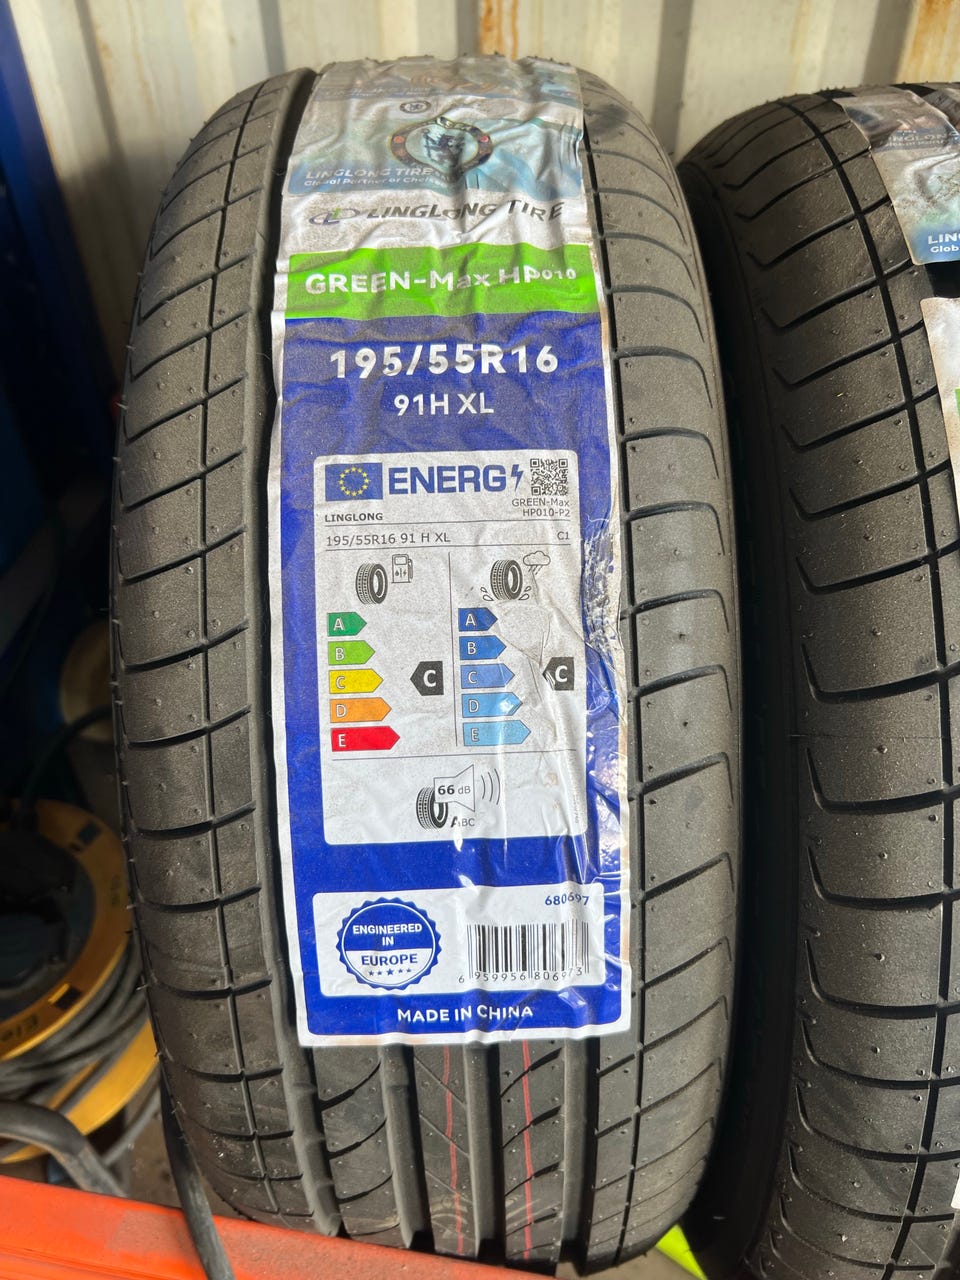 LINGLONG TIRE
Global Partner of Chelsea
LINGLONG TIRE
GREEN-Max HP010
195/55R16
91H XL
ENERG
GREEN-Max
HP010-P2
LINGLONG
195/55R16 91 H XL
C1
A
A
B
B
C
C
C
C
D
D
E
E
66 dB
ABC
680697
ENGINEERED
IN
EUROPE
6 959956 806973
MADE IN CHINA